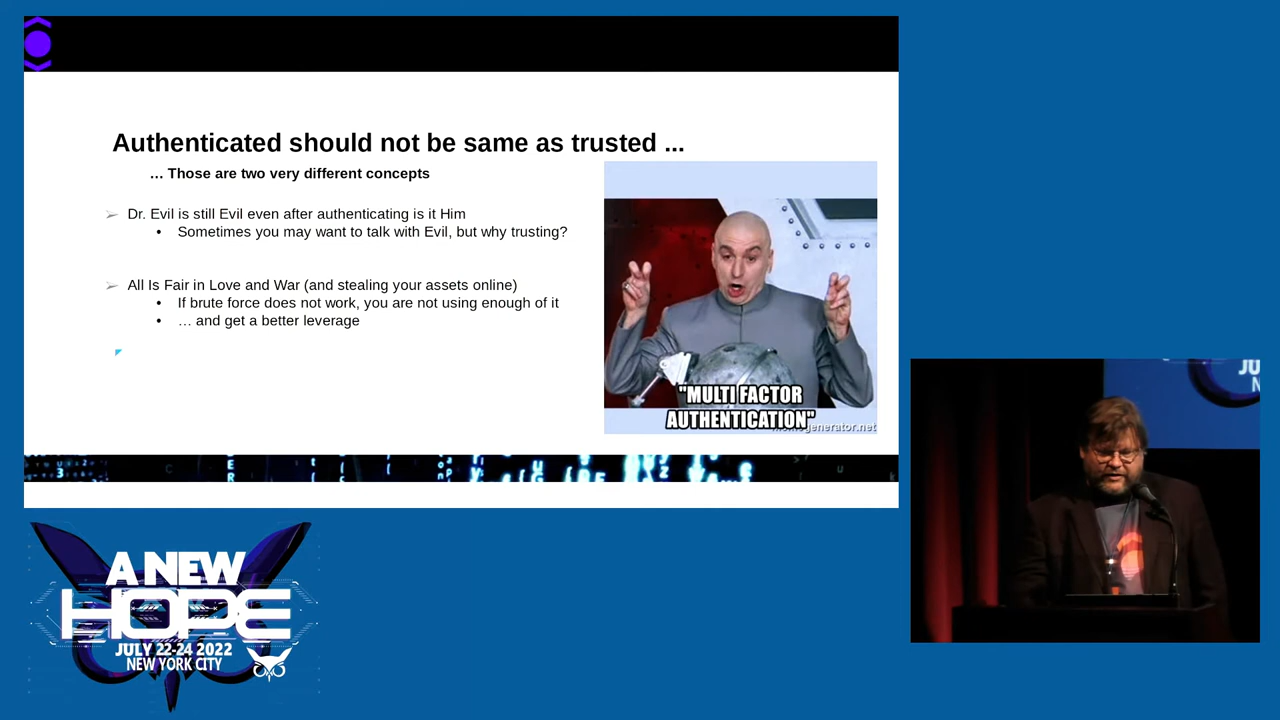 Authenticated should not be same as trusted ...
... Those are two very different concepts
Dr. Evil is still Evil even after authenticating is it Him
• Sometimes you may want to talk with Evil, but why trusting?
All Is Fair in Love and War (and stealing your assets online)
• If brute force does not work, you are not using enough of it
• ... and get a better leverage
"MULTI FACTOR
AUTHENTICATION"
A NEW
HOPE
JULY 22-24 2022
NEW YORK CITY
JU
N